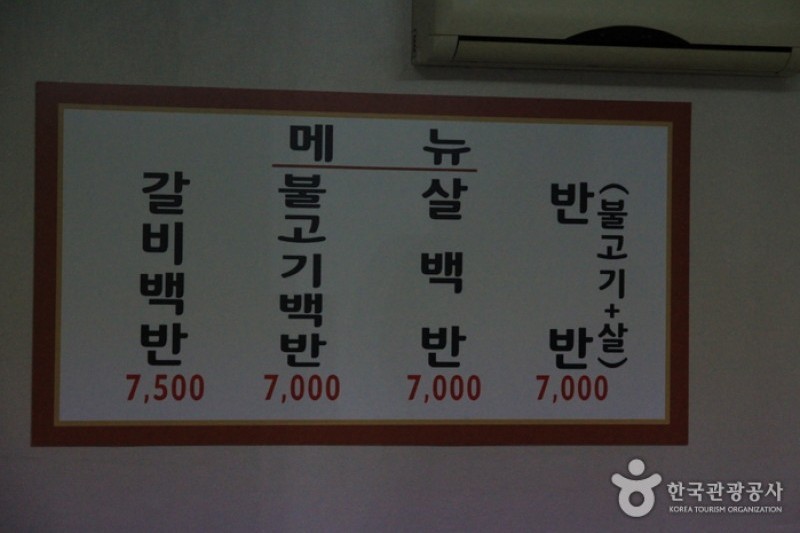 메뉴
갈비백반
7,500
불고기백반
7,000
살백반
7,000
반반
(불고기+살)
7,000
한국관광공사
KOREA TOURISM ORGANIZATION